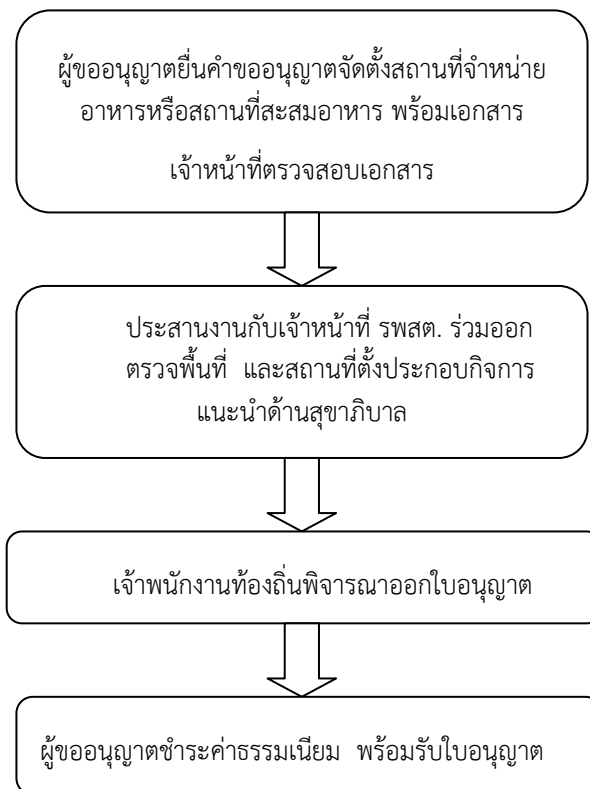 ผู้ขออนุญาตยื่นคำขออนุญาตจัดตั้งสถานที่จำหน่าย
อาหารหรือสถานที่สะสมอาหาร พร้อมเอกสาร
เจ้าหน้าที่ตรวจสอบเอกสาร
ประสานงานกับเจ้าหน้าที่ รพสต. ร่วมออก
ตรวจพื้นที่ และสถานที่ตั้งประกอบกิจการ
แนะนำด้านสุขาภิบาล
เจ้าพนักงานท้องถิ่นพิจารณาออกใบอนุญาต
ผู้ขออนุญาตชำระค่าธรรมเนียม พร้อมรับใบอนุญาต